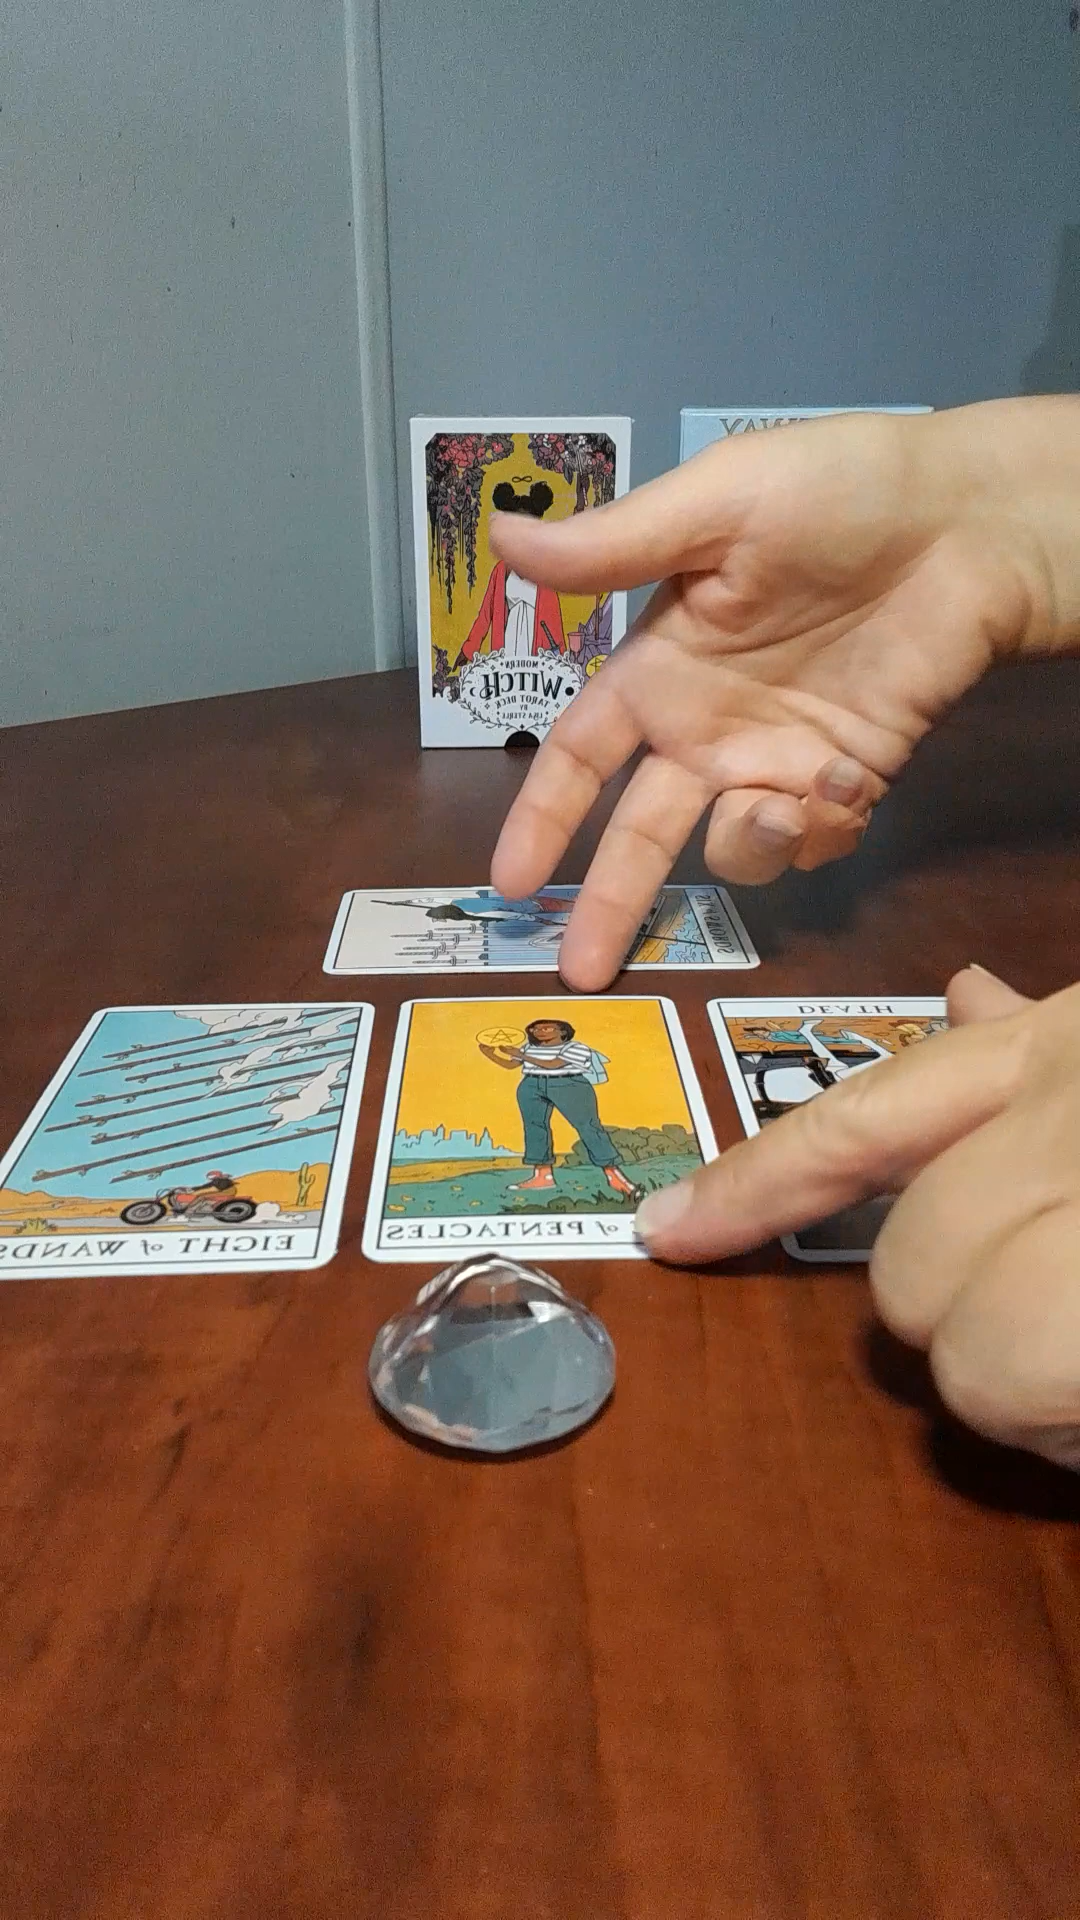 MODERN
WITCH
TAROT DECK
BY
LISA STERLE
SIX of SWORDS
DEATH
EIGHT of WANDS
of PENTACLES